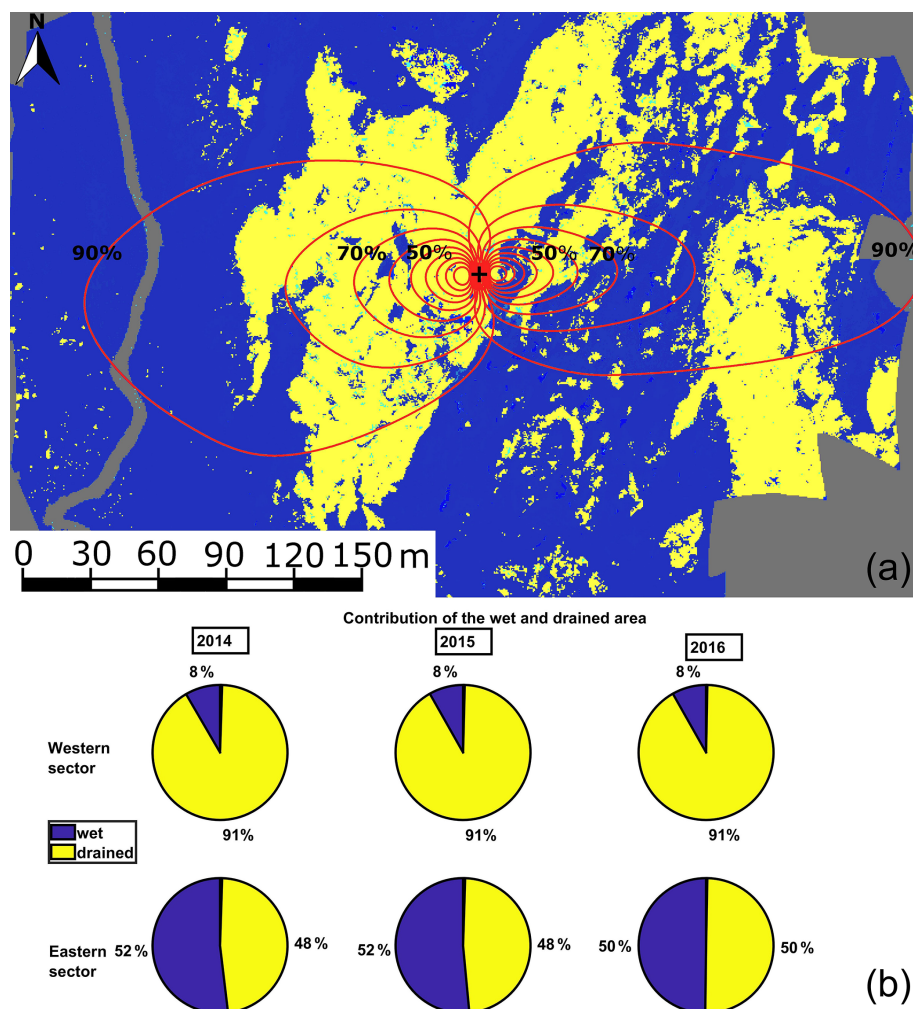 N
90% 70% 50% 50% 70% 90%
0 30 60 90 120 150 m
(a)
Contribution of the wet and drained area
2014 2015 2016
8 % 8 % 8 %
Western
sector
91% 91% 91%
wet
drained
Eastern
sector
52 % 48 % 52 % 48 % 50 % 50 %
(b)